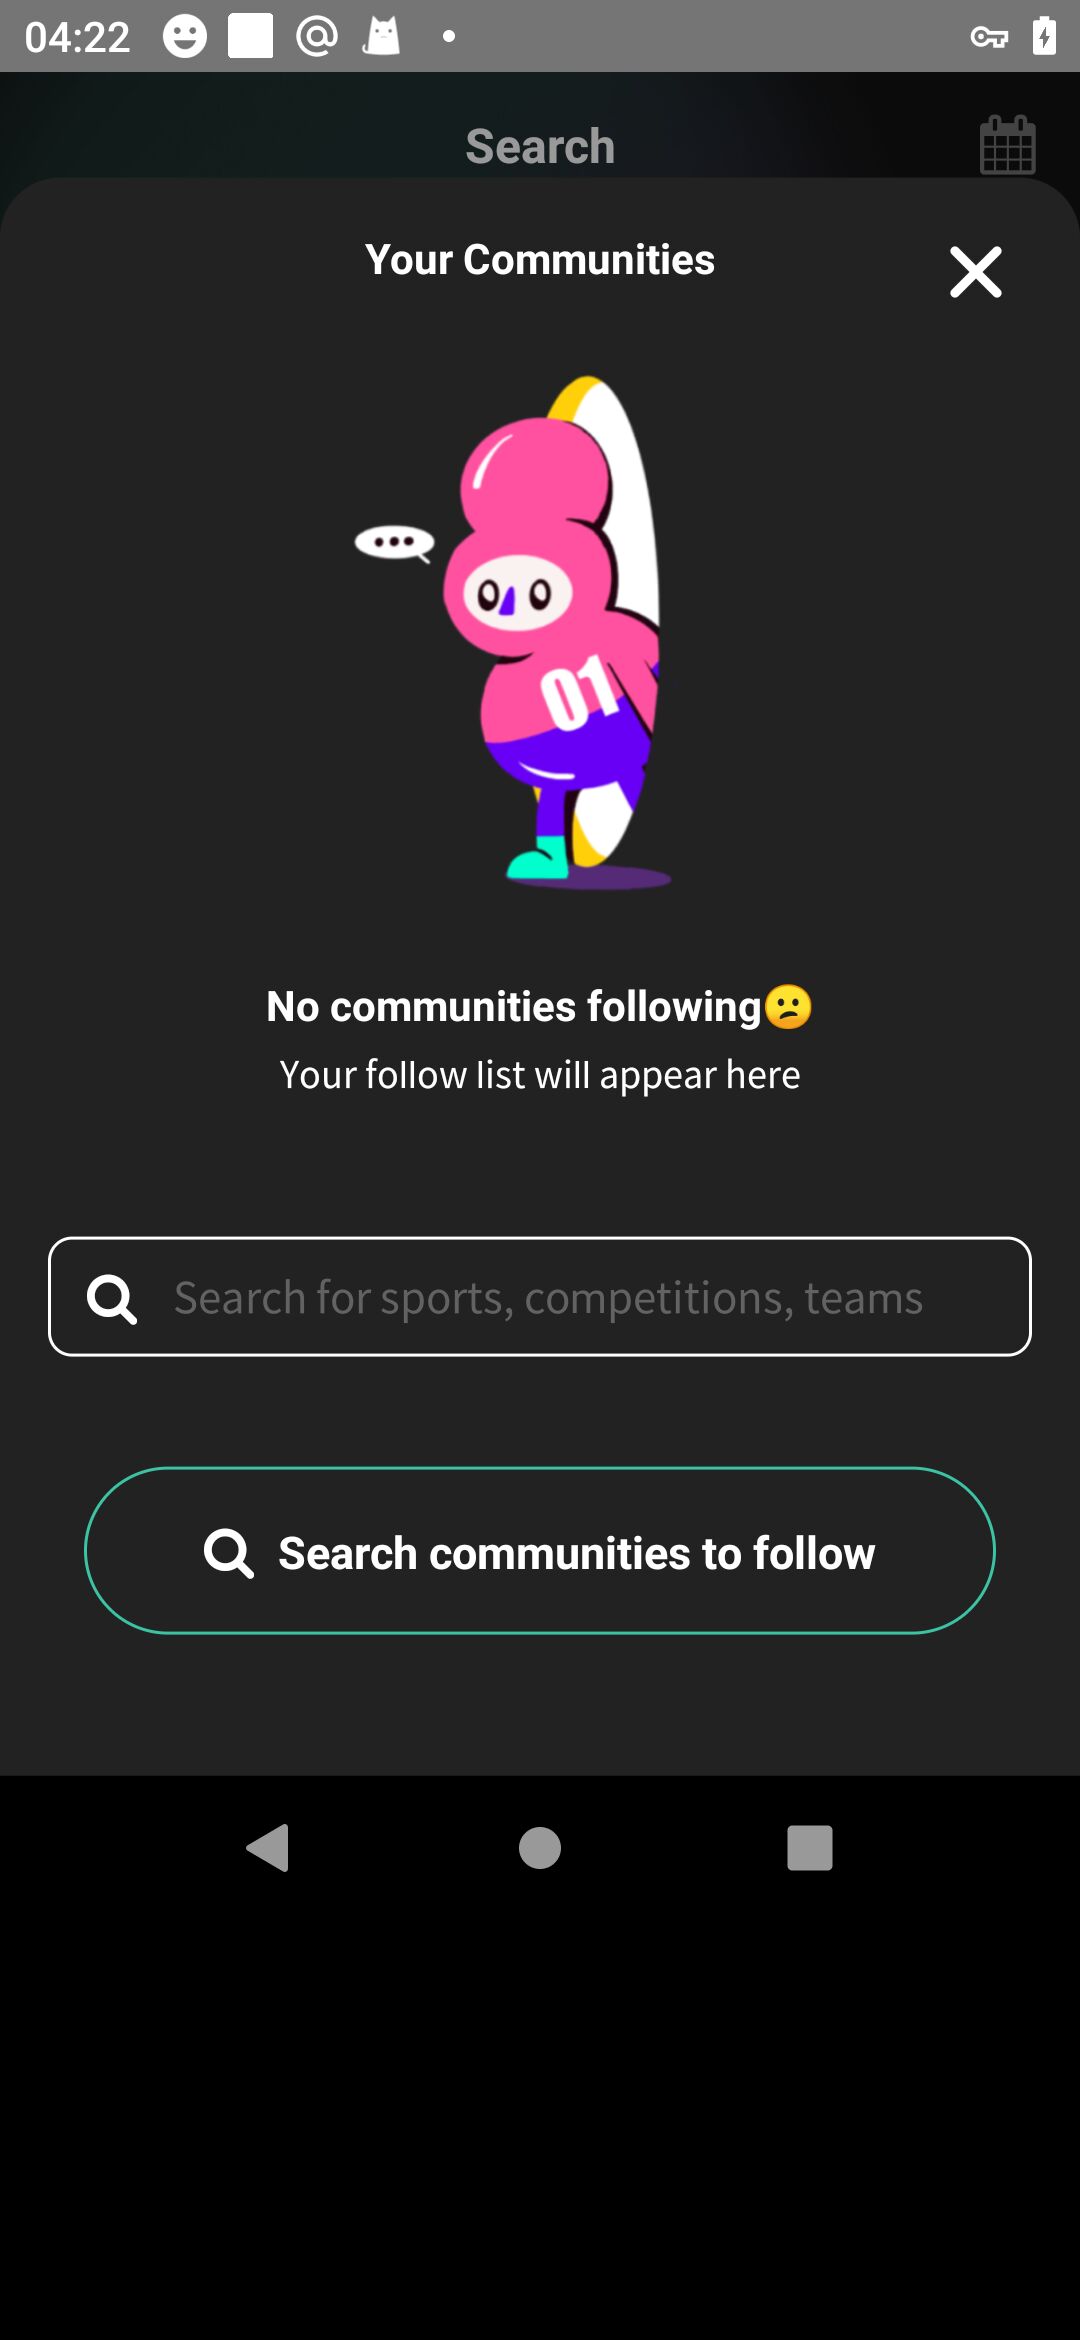 04:22
Search
Your Communities
01
No communities following😕
Your follow list will appear here
Search for sports, competitions, teams
Search communities to follow